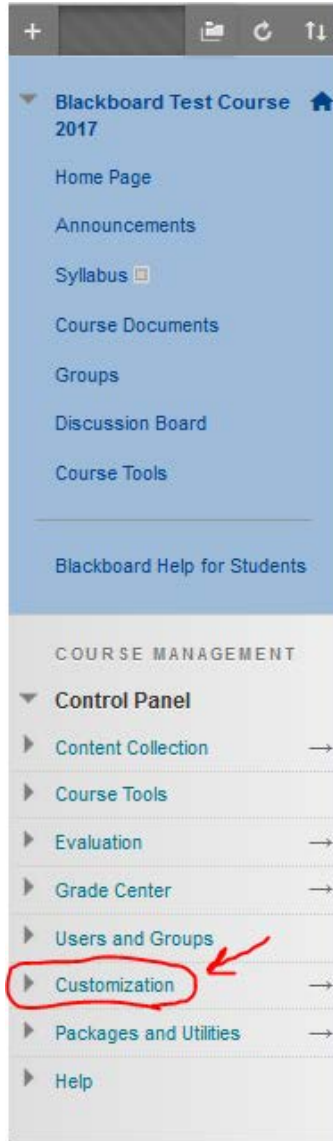 Blackboard Test Course
2017
Home Page
Announcements
Syllabus
Course Documents
Groups
Discussion Board
Course Tools
Blackboard Help for Students
COURSE MANAGEMENT
Control Panel
Content Collection →
Course Tools
Evaluation →
Grade Center →
Users and Groups
Customization →
Packages and Utilities →
Help